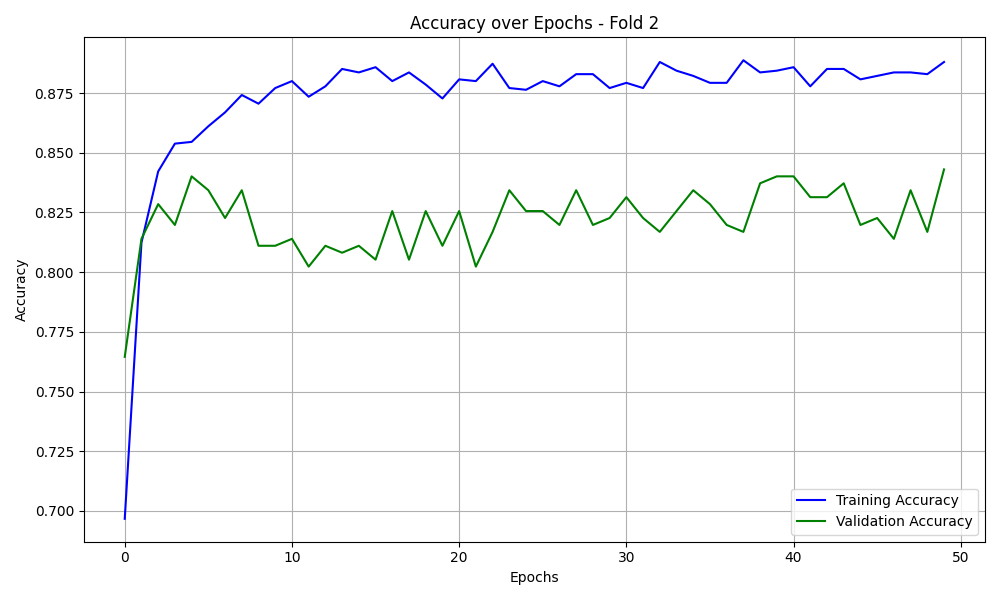 Accuracy over Epochs - Fold 2
Accuracy
0.875
0.850
0.825
0.800
0.775
0.750
0.725
0.700
0
10
20
30
40
50
Epochs
Training Accuracy
Validation Accuracy